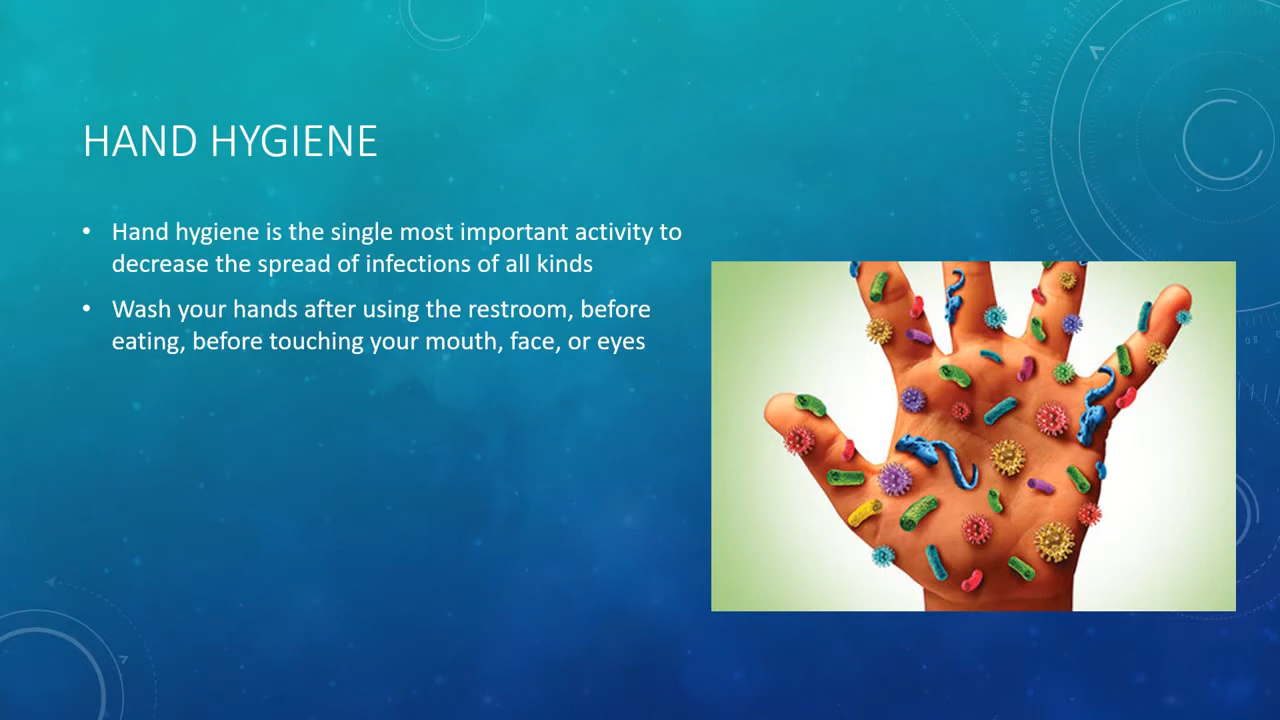 HAND HYGIENE
• Hand hygiene is the single most important activity to
decrease the spread of infections of all kinds
• Wash your hands after using the restroom, before
eating, before touching your mouth, face, or eyes